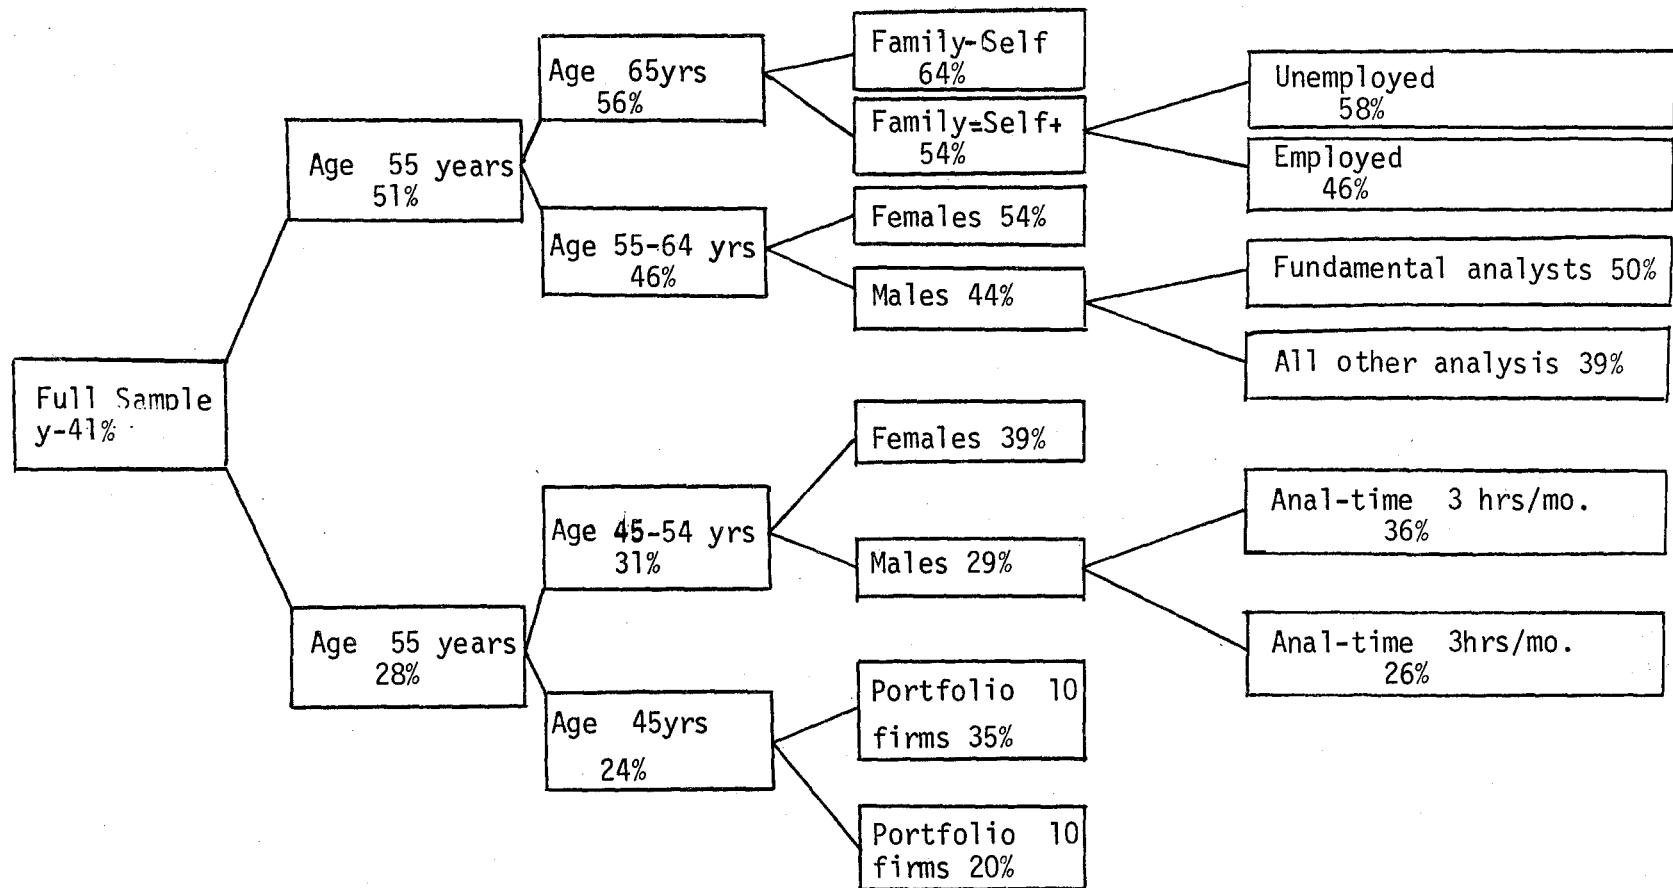 Full Sample
y-41%
Age 55 years
51%
Age 55 years
28%
Age 65yrs
56%
Age 55-64 yrs
46%
Age 45-54 yrs
31%
Age 45yrs
24%
Family-Self
64%
Family=Self+
54%
Females 54%
Males 44%
Females 39%
Males 29%
Portfolio 10
firms 35%
Portfolio 10
firms 20%
Unemployed
58%
Employed
46%
Fundamental analysts 50%
All other analysis 39%
Anal-time 3 hrs/mo.
36%
Anal-time 3hrs/mo.
26%